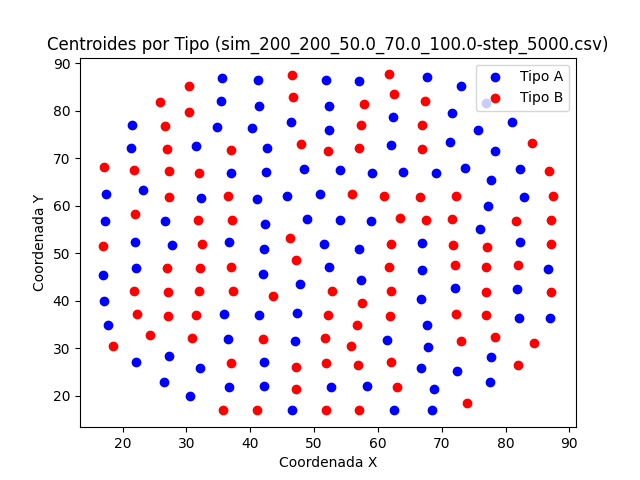 Centroides por Tipo (sim_200_200_50.0_70.0_100.0-step_5000.csv)
Tipo A
Tipo B
90
80
70
60
50
40
30
20
Coordenada Y
20 30 40 50 60 70 80 90
Coordenada X